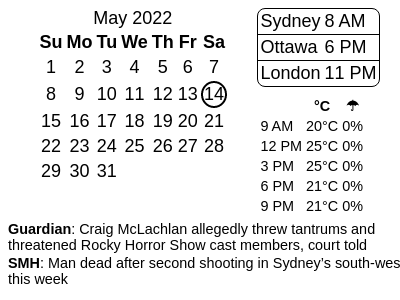 May 2022
Su Mo Tu We Th Fr Sa
1 2 3 4 5 6 7
8 9 10 11 12 13 14
15 16 17 18 19 20 21
22 23 24 25 26 27 28
29 30 31
Sydney 8 AM
Ottawa 6 PM
London 11 PM
°C ☂
9 AM 20°C 0%
12 PM 25°C 0%
3 PM 25°C 0%
6 PM 21°C 0%
9 PM 21°C 0%
Guardian: Craig McLachlan allegedly threw tantrums and
threatened Rocky Horror Show cast members, court told
SMH: Man dead after second shooting in Sydney's south-wes
this week